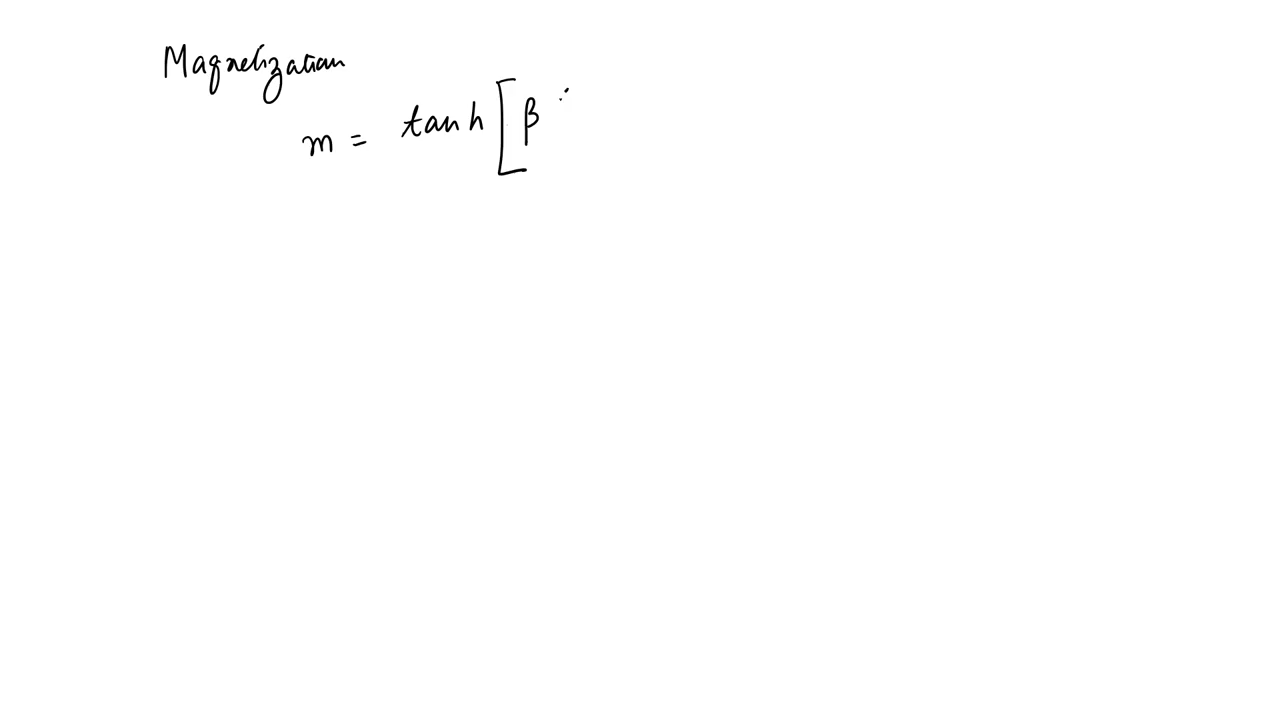 Magnetization
m = tanh [ β